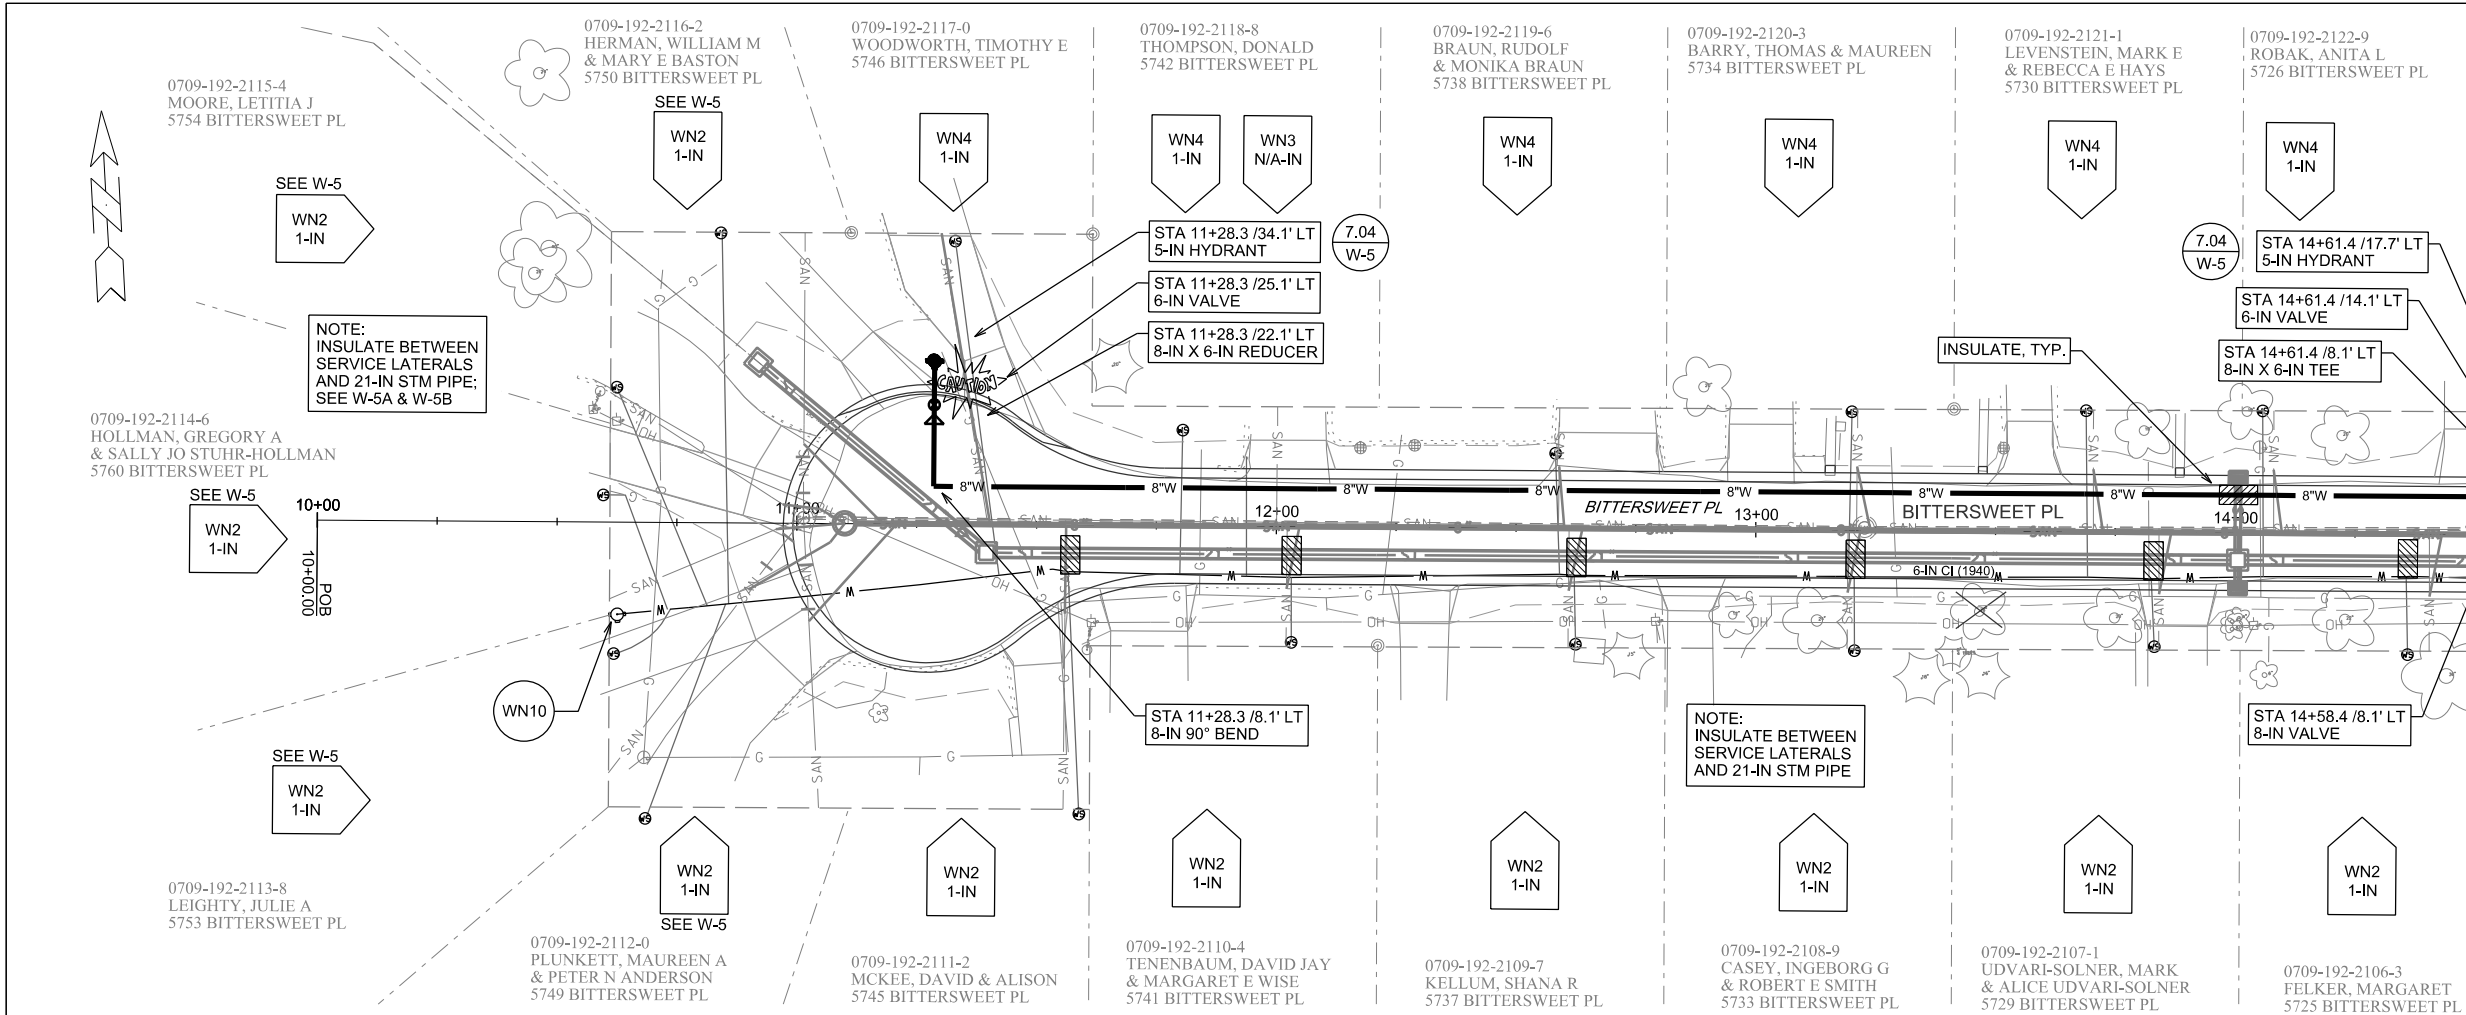 0709-192-2115-4
MOORE, LETITIA J
5754 BITTERSWEET PL
0709-192-2116-2
HERMAN, WILLIAM M
& MARY E BASTON
5750 BITTERSWEET PL
0709-192-2117-0
WOODWORTH, TIMOTHY E
5746 BITTERSWEET PL
0709-192-2118-8
THOMPSON, DONALD
5742 BITTERSWEET PL
0709-192-2119-6
BRAUN, RUDOLF
& MONIKA BRAUN
5738 BITTERSWEET PL
0709-192-2120-3
BARRY, THOMAS & MAUREEN
5734 BITTERSWEET PL
0709-192-2121-1
LEVENSTEIN, MARK E
& REBECCA E HAYS
5730 BITTERSWEET PL
0709-192-2122-9
ROBAK, ANITA L
5726 BITTERSWEET PL
SEE W-5
WN2
1-IN
SEE W-5
WN2
1-IN
WN4
1-IN
WN4
1-IN
WN3
N/A-IN
WN4
1-IN
WN4
1-IN
WN4
1-IN
WN4
1-IN
STA 11+28.3 /34.1' LT
5-IN HYDRANT
7.04
W-5
STA 11+28.3 /25.1' LT
6-IN VALVE
STA 11+28.3 /22.1' LT
8-IN X 6-IN REDUCER
CAUTION
7.04
W-5
STA 14+61.4 /17.7' LT
5-IN HYDRANT
STA 14+61.4 /14.1' LT
6-IN VALVE
STA 14+61.4 /8.1' LT
8-IN X 6-IN TEE
INSULATE, TYP.
NOTE:
INSULATE BETWEEN
SERVICE LATERALS
AND 21-IN STM PIPE;
SEE W-5A & W-5B
0709-192-2114-6
HOLLMAN, GREGORY A
& SALLY JO STUHR-HOLLMAN
5760 BITTERSWEET PL
SEE W-5
WN2
1-IN
10+00
10+00.00
POB
11+00
12+00
13+00
14+00
8"W
8"W
8"W
8"W
8"W
8"W
8"W
8"W
BITTERSWEET PL
BITTERSWEET PL
6-IN CI (1940)
WN10
STA 11+28.3 /8.1' LT
8-IN 90° BEND
NOTE:
INSULATE BETWEEN
SERVICE LATERALS
AND 21-IN STM PIPE
STA 14+58.4 /8.1' LT
8-IN VALVE
SEE W-5
WN2
1-IN
WN2
1-IN
SEE W-5
WN2
1-IN
WN2
1-IN
WN2
1-IN
WN2
1-IN
WN2
1-IN
WN2
1-IN
0709-192-2113-8
LEIGHTY, JULIE A
5753 BITTERSWEET PL
0709-192-2112-0
PLUNKETT, MAUREEN A
& PETER N ANDERSON
5749 BITTERSWEET PL
0709-192-2111-2
MCKEE, DAVID & ALISON
5745 BITTERSWEET PL
0709-192-2110-4
TENENBAUM, DAVID JAY
& MARGARET E WISE
5741 BITTERSWEET PL
0709-192-2109-7
KELLUM, SHANA R
5737 BITTERSWEET PL
0709-192-2108-9
CASEY, INGEBORG G
& ROBERT E SMITH
5733 BITTERSWEET PL
0709-192-2107-1
UDVARI-SOLNER, MARK
& ALICE UDVARI-SOLNER
5729 BITTERSWEET PL
0709-192-2106-3
FELKER, MARGARET
5725 BITTERSWEET PL